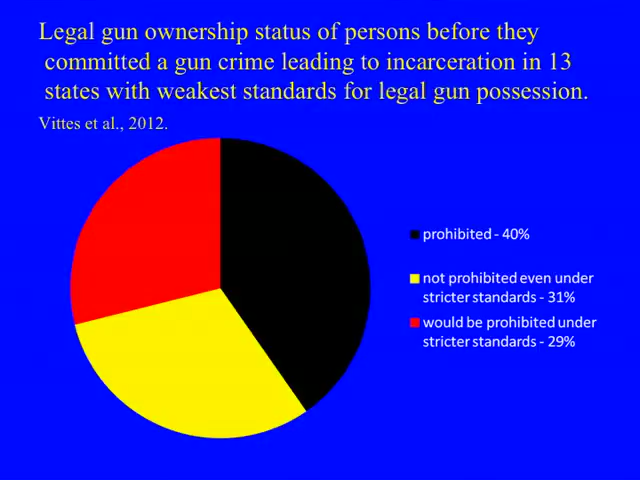 Legal gun ownership status of persons before they
committed a gun crime leading to incarceration in 13
states with weakest standards for legal gun possession.
Vittes et al., 2012.
prohibited - 40%
not prohibited even under
stricter standards - 31%
would be prohibited under
stricter standards - 29%